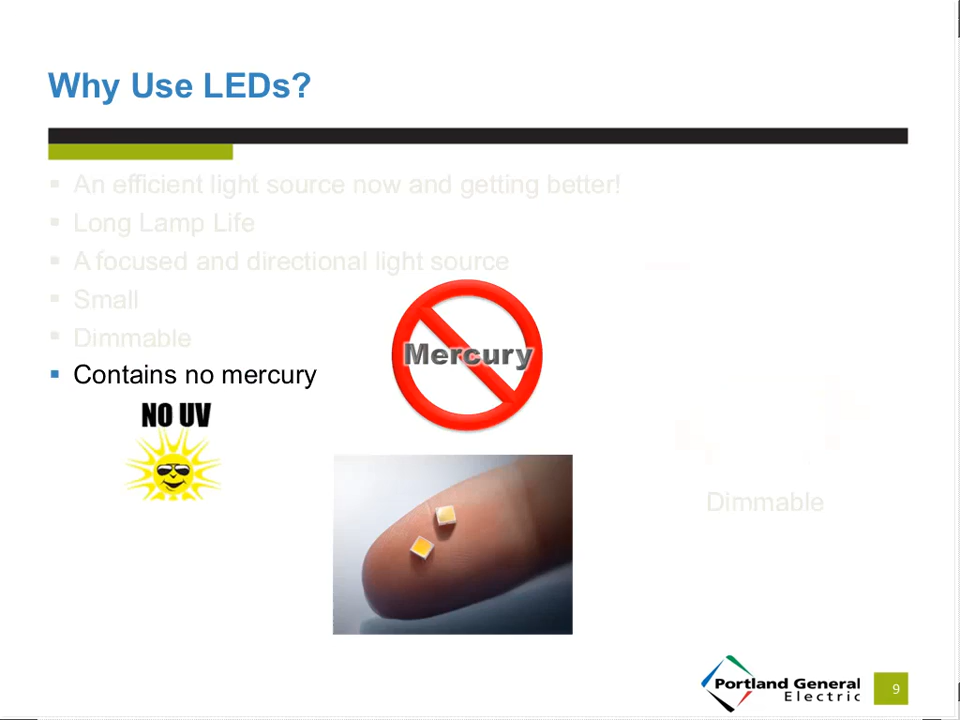 Why Use LEDs?
▪ An efficient light source now and getting better!
▪ Long Lamp Life
▪ A focused and directional light source
▪ Small
▪ Dimmable
Mercury
▪ Contains no mercury
NO UV
Dimmable
Portland General
Electric
9